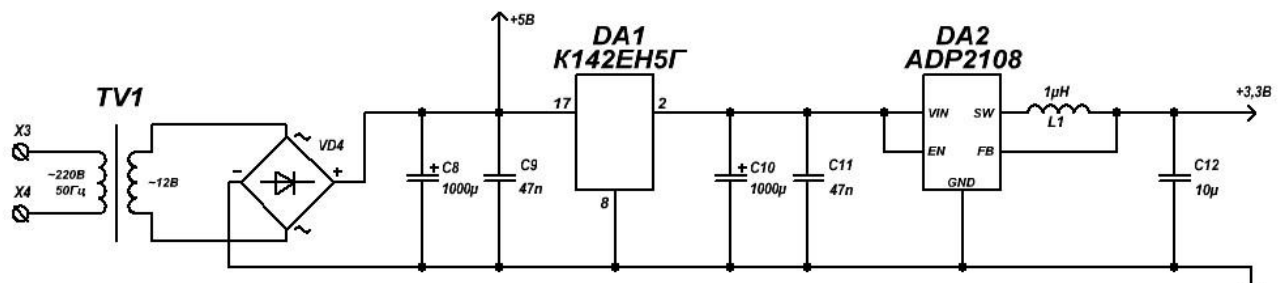 +5В
DA1
К142ЕН5Г
DA2
ADP2108
TV1
X3
~220В
50Гц
X4
~12В
VD4
~
~
-
+
+ C8
1000µ
C9
47n
17
2
8
+ C10
1000µ
C11
47n
VIN
SW
EN
FB
GND
1µH
L1
+3,3В
C12
10µ